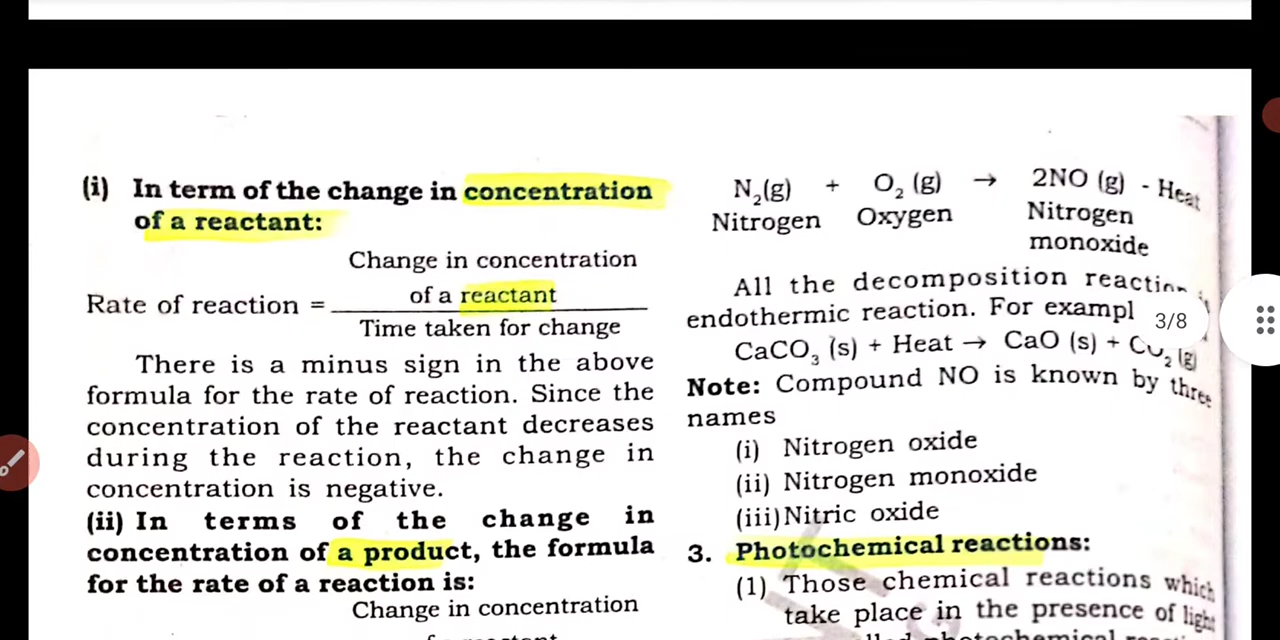 (i) In term of the change in concentration
of a reactant:
Change in concentration
of a reactant
Rate of reaction =
Time taken for change
There is a minus sign in the above
formula for the rate of reaction. Since the
concentration of the reactant decreases
during the reaction, the change in
concentration is negative.
(ii) In terms of the change in
concentration of a product, the formula
for the rate of a reaction is:
Change in concentration
N₂(g) + O₂ (g) → 2NO (g) - Heat
Nitrogen Oxygen Nitrogen
monoxide
All the decomposition
endothermic reaction. For
CaCO₃ (s) + Heat → CaO (s) + CO₂ (g)
Note: Compound NO is known by three
names
(i) Nitrogen oxide
(ii) Nitrogen monoxide
(iii) Nitric oxide
3. Photochemical reactions:
(1) Those chemical reactions which
take place in the presence of light
3/8